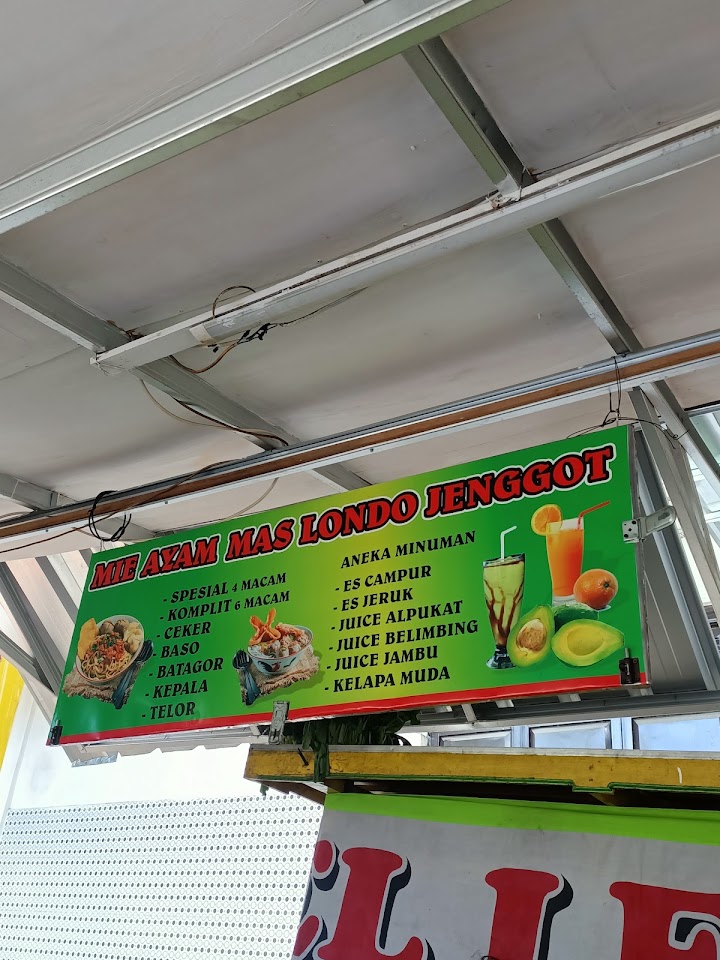 MIE AYAM MAS LONDO JENGGOT
- SPESIAL 4 MACAM
- KOMPLIT 6 MACAM
- CEKER
- BASO
- BATAGOR
- KEPALA
- TELOR
ANEKA MINUMAN
- ES CAMPUR
- ES JERUK
- JUICE ALPUKAT
- JUICE BELIMBING
- JUICE JAMBU
- KELAPA MUDA